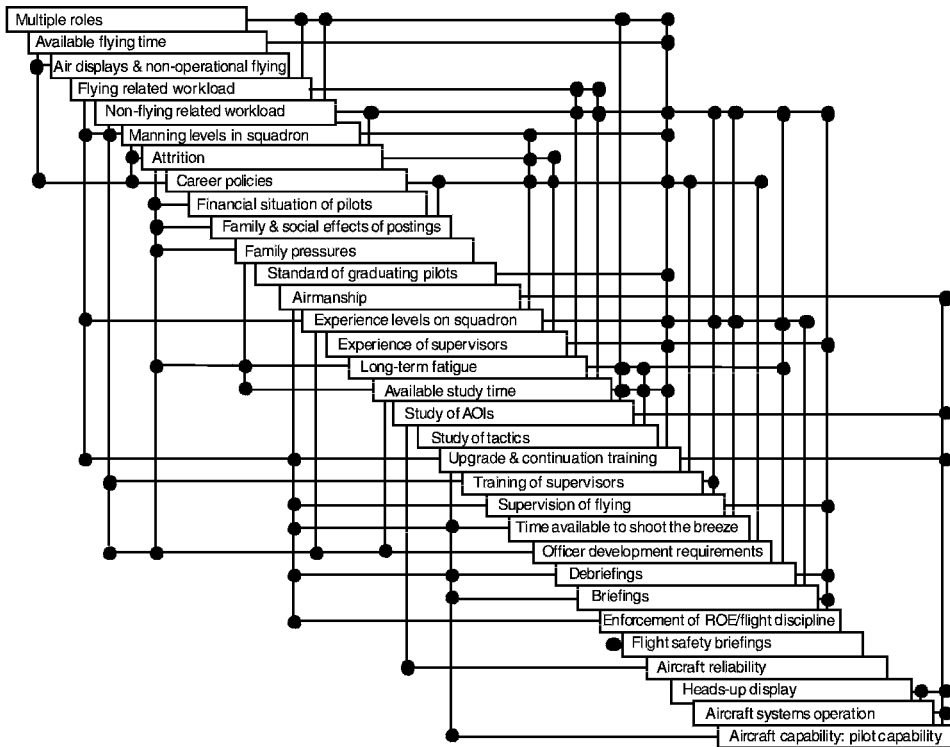 Multiple roles
Available flying time
Air displays & non-operational flying
Flying related workload
Non-flying related workload
Manning levels in squadron
Attrition
Career policies
Financial situation of pilots
Family & social effects of postings
Family pressures
Standard of graduating pilots
Airmanship
Experience levels on squadron
Experience of supervisors
Long-term fatigue
Available study time
Study of AOIs
Study of tactics
Upgrade & continuation training
Training of supervisors
Supervision of flying
Time available to shoot the breeze
Officer development requirements
Debriefings
Briefings
Enforcement of ROE/flight discipline
Flight safety briefings
Aircraft reliability
Heads-up display
Aircraft systems operation
Aircraft capability: pilot capability